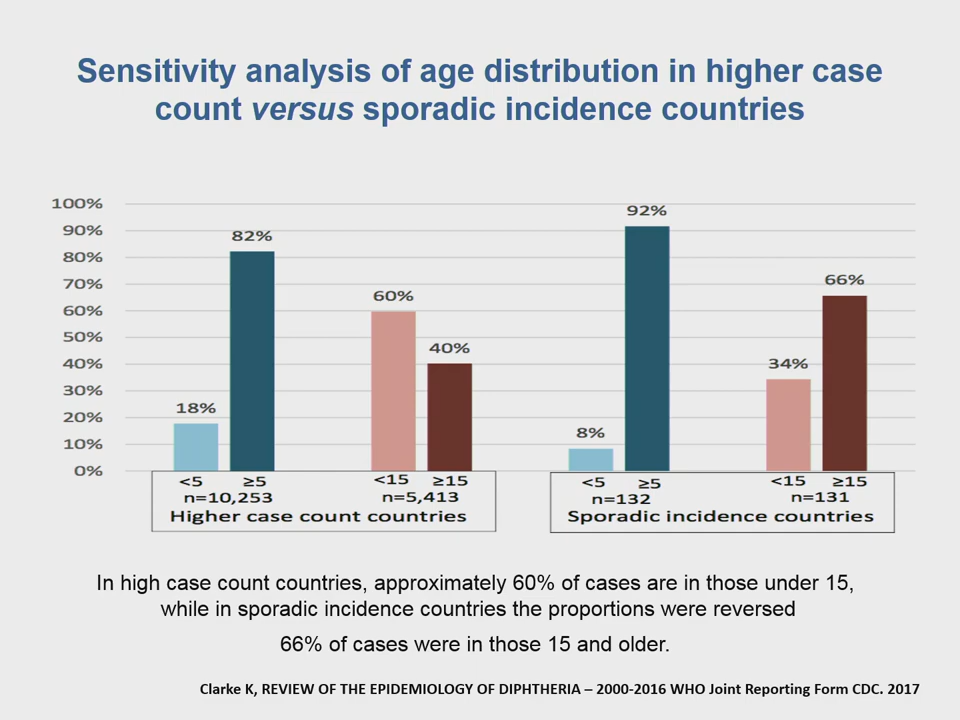 Sensitivity analysis of age distribution in higher case
count versus sporadic incidence countries
100%
90%
80%
70%
60%
50%
40%
30%
20%
10%
0%
18%
82%
60%
40%
8%
92%
34%
66%
<5 ≥5 <15 ≥15
n=10,253 n=5,413
Higher case count countries
<5 ≥5 <15 ≥15
n=132 n=131
Sporadic incidence countries
In high case count countries, approximately 60% of cases are in those under 15,
while in sporadic incidence countries the proportions were reversed
66% of cases were in those 15 and older.
Clarke K, REVIEW OF THE EPIDEMIOLOGY OF DIPHTHERIA – 2000-2016 WHO Joint Reporting Form CDC. 2017